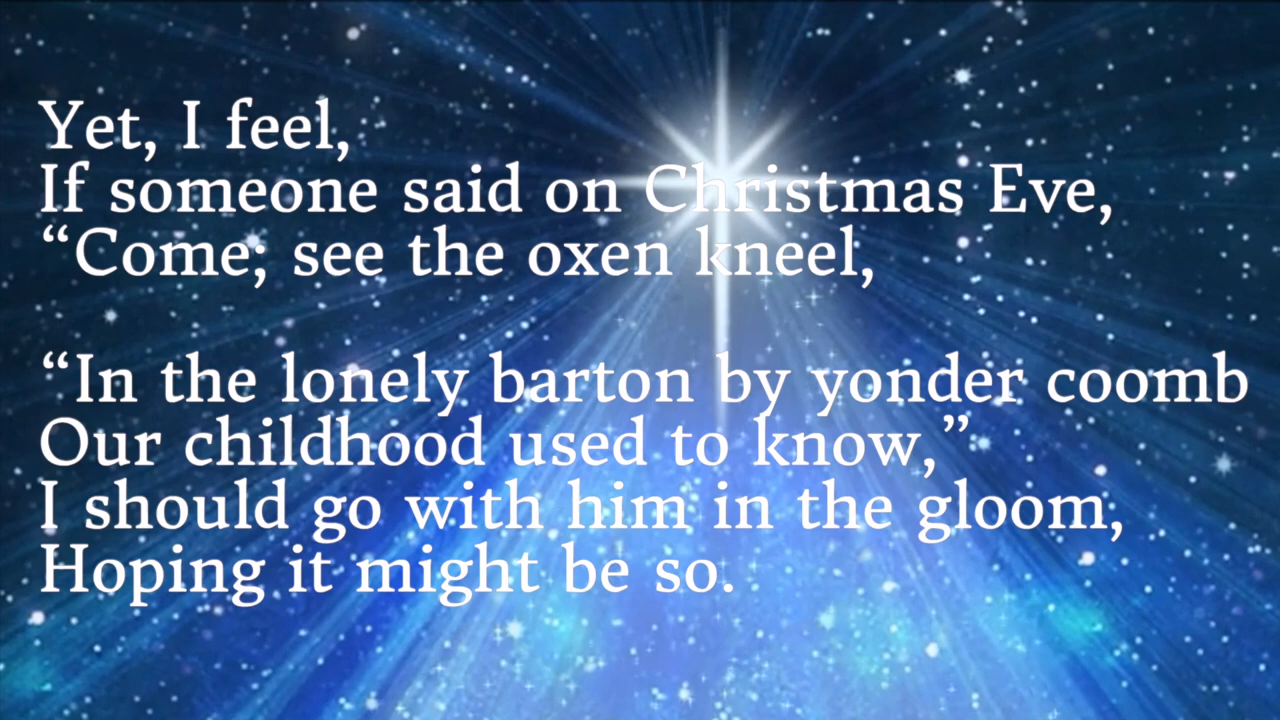 Yet, I feel,
If someone said on Christmas Eve,
“Come; see the oxen kneel,
“In the lonely barton by yonder coomb
Our childhood used to know,”
I should go with him in the gloom,
Hoping it might be so.